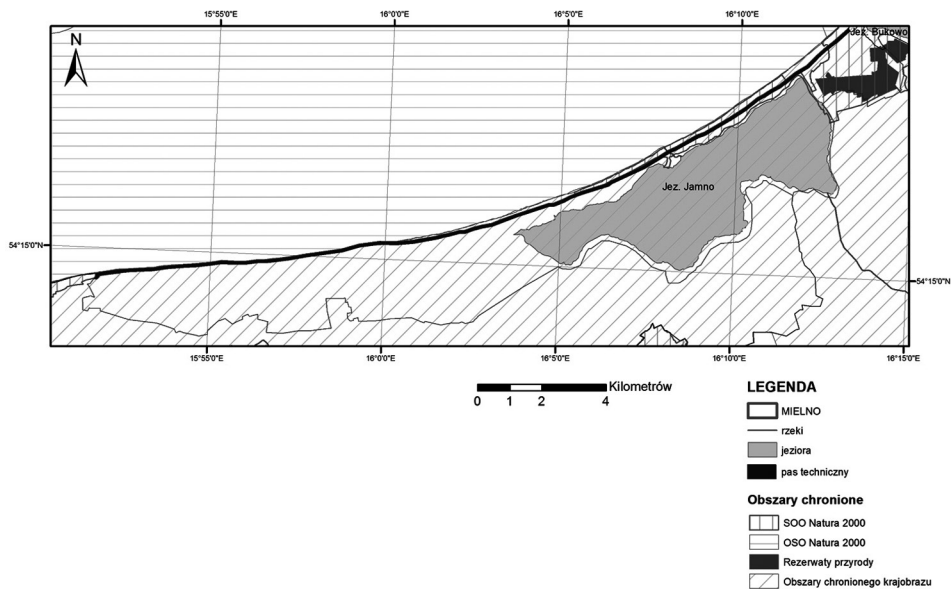 15°55'0"E 16°0'0"E 16°5'0"E 16°10'0"E
Jez. Bukowo
N
Jez. Jamno
54°15'0"N
54°15'0"N
15°55'0"E 16°0'0"E 16°5'0"E 16°10'0"E 16°15'0"E
Kilometrów
0 1 2 4
LEGENDA
MIELNO
rzeki
jeziora
pas techniczny
Obszary chronione
SOO Natura 2000
OSO Natura 2000
Rezerwaty przyrody
Obszary chronionego krajobrazu